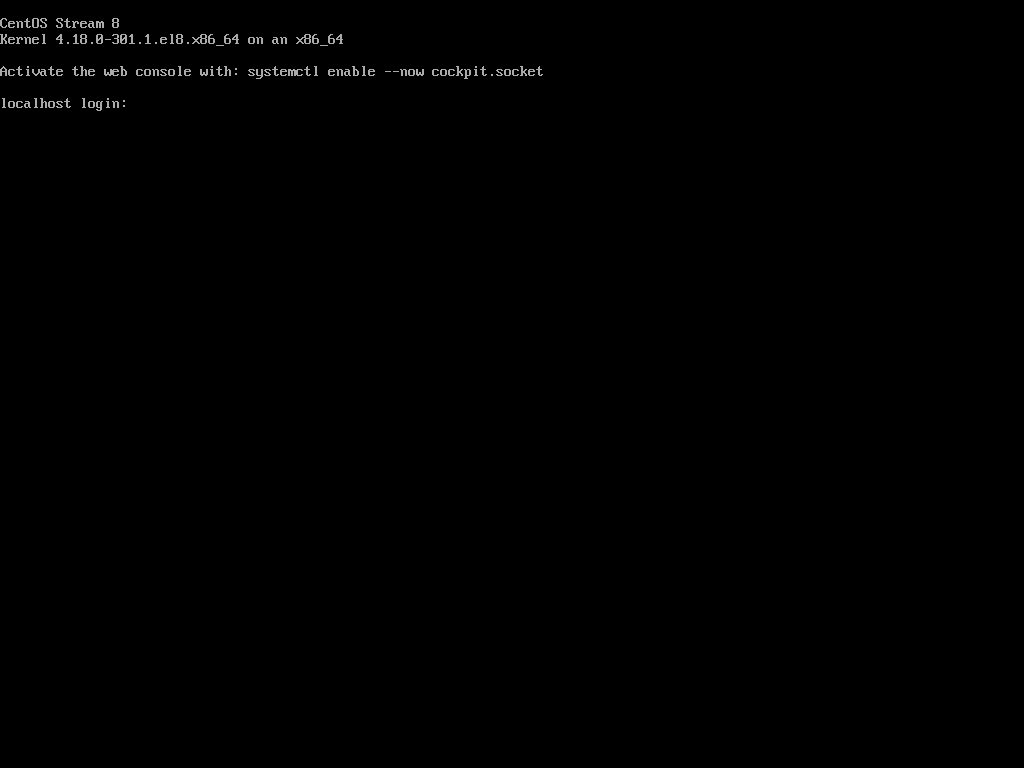 CentOS Stream 8
Kernel 4.18.0-301.1.el8.x86_64 on an x86_64
Activate the web console with: systemctl enable --now cockpit.socket
localhost login: